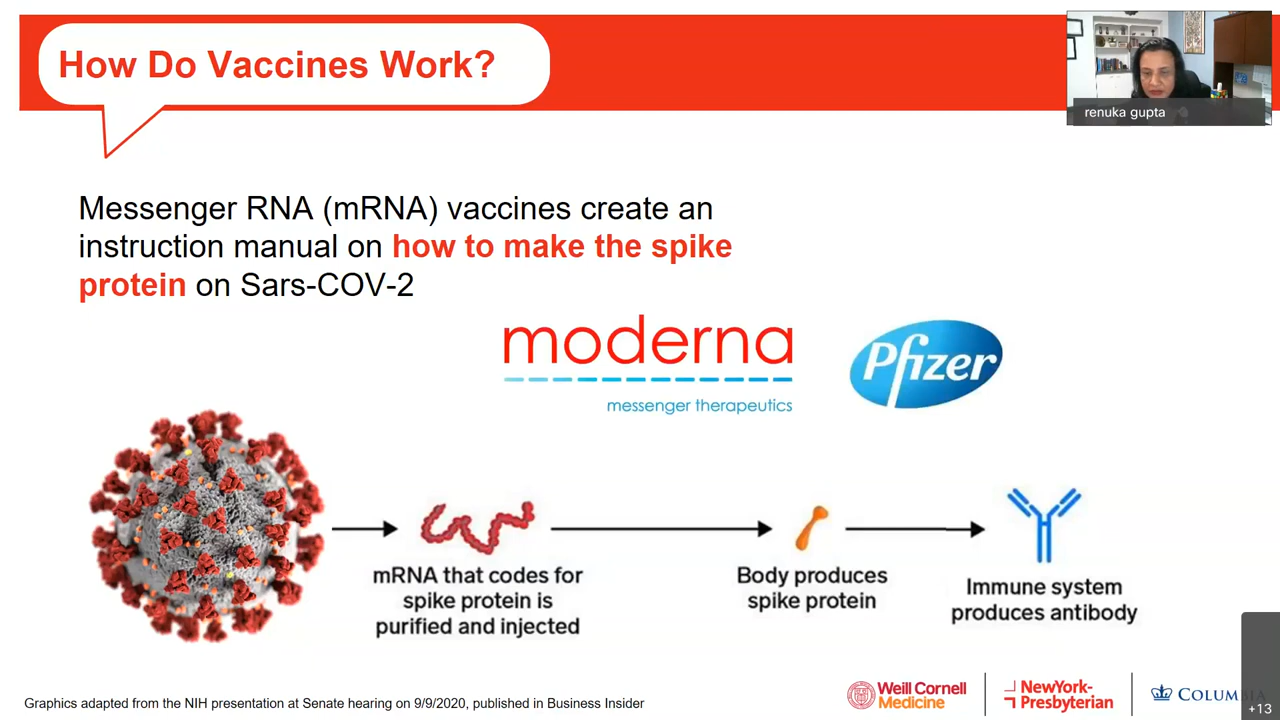 How Do Vaccines Work?
renuka gupta
Messenger RNA (mRNA) vaccines create an
instruction manual on how to make the spike
protein on Sars-COV-2
moderna
messenger therapeutics
Pfizer
mRNA that codes for
spike protein is
purified and injected
Body produces
spike protein
Immune system
produces antibody
Graphics adapted from the NIH presentation at Senate hearing on 9/9/2020, published in Business Insider
Weill Cornell
Medicine
NewYork-
Presbyterian
COLUMBIA
+13